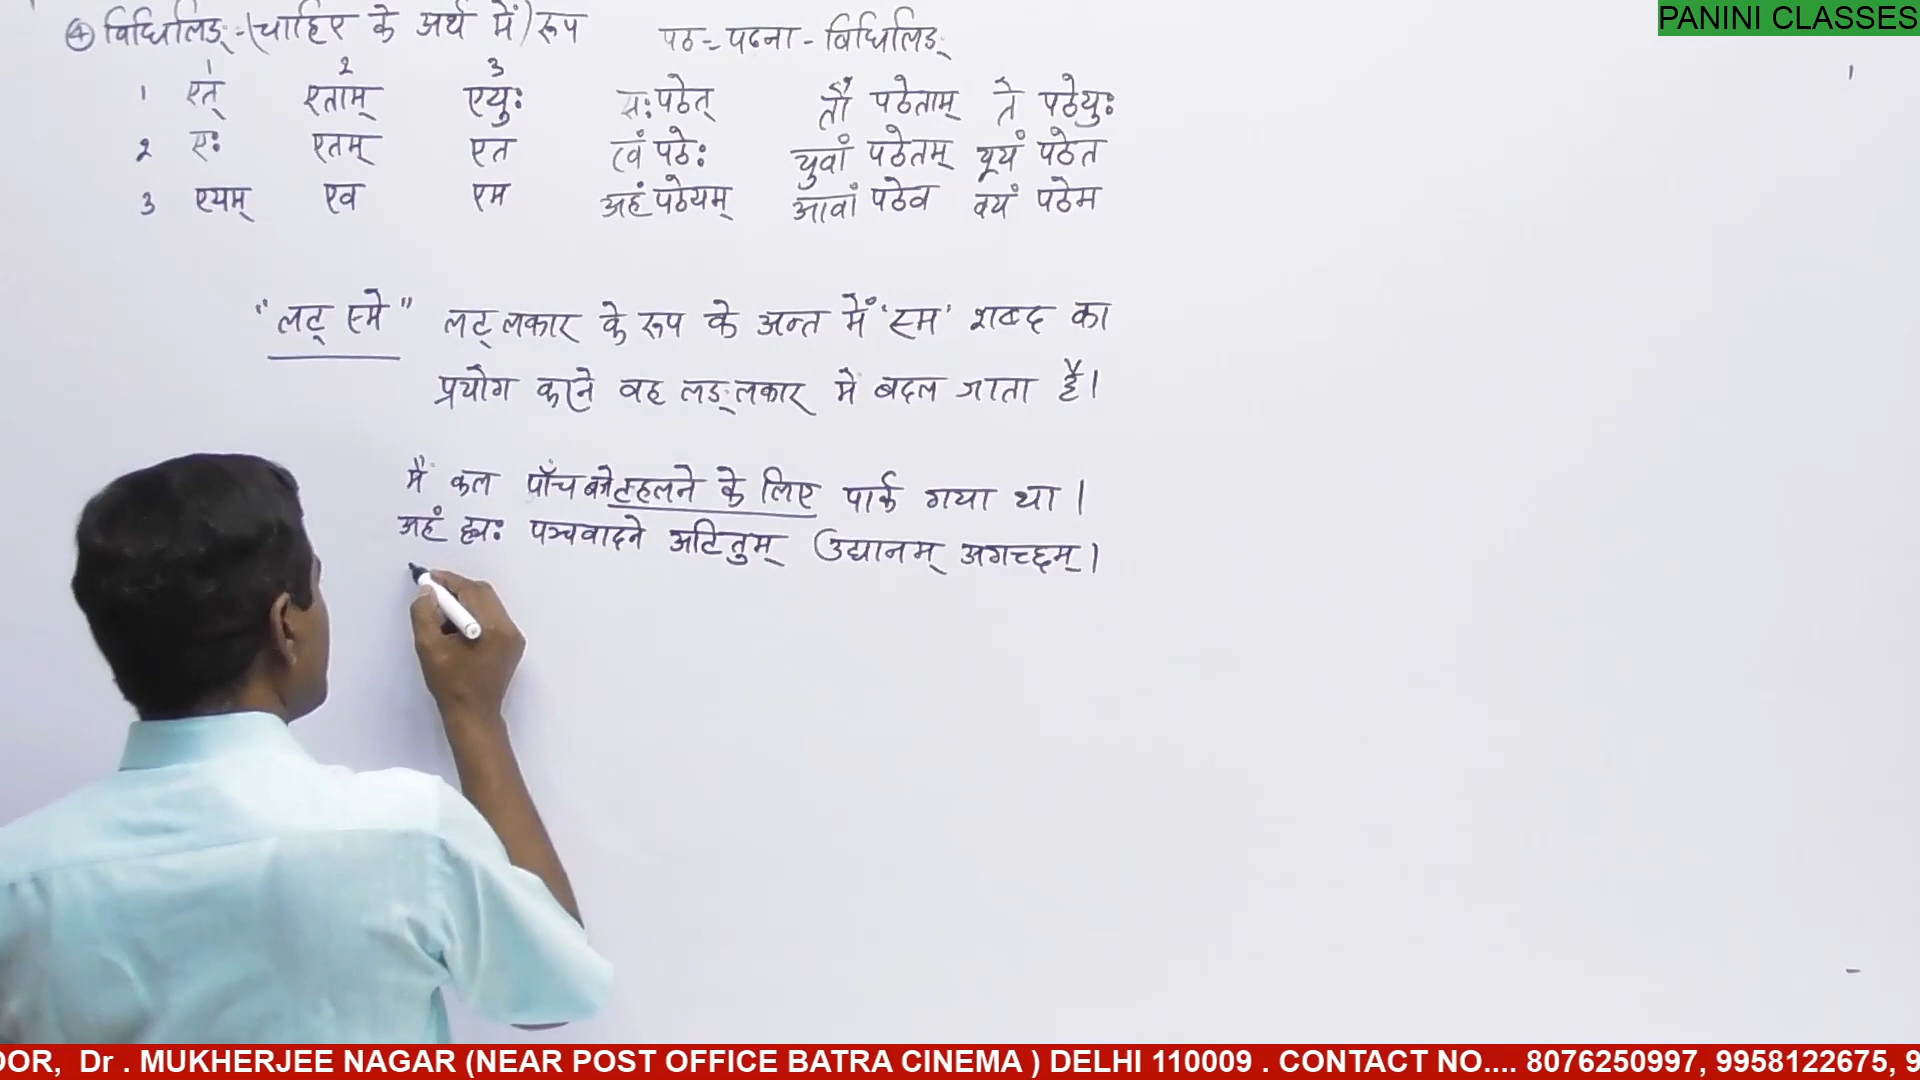 PANINI CLASSES
④ विधिलिङ् - (चाहिए के अर्थ में) रूप पठ = पढना - विधिलिङ्
1 2 3
1 एत् एताम् एयुः सः पठेत् तौ पठेताम् ते पठेयुः
2 एः एतम् एत त्वं पठेः युवां पठेतम् यूयं पठेत
3 एयम् एव एम अहं पठेयम् आवां पठेव वयं पठेम
"लट् स्मे" लट् लकार के रूप के अन्त में 'स्म' शब्द का
प्रयोग करने वह लङ् लकार में बदल जाता है।
मैं कल पाँच बजे टहलने के लिए पार्क गया था।
अहं ह्यः पञ्चवादने अटितुम् उद्यानम् अगच्छम्।
OOR, Dr . MUKHERJEE NAGAR (NEAR POST OFFICE BATRA CINEMA ) DELHI 110009 . CONTACT NO.... 8076250997, 9958122675, 9